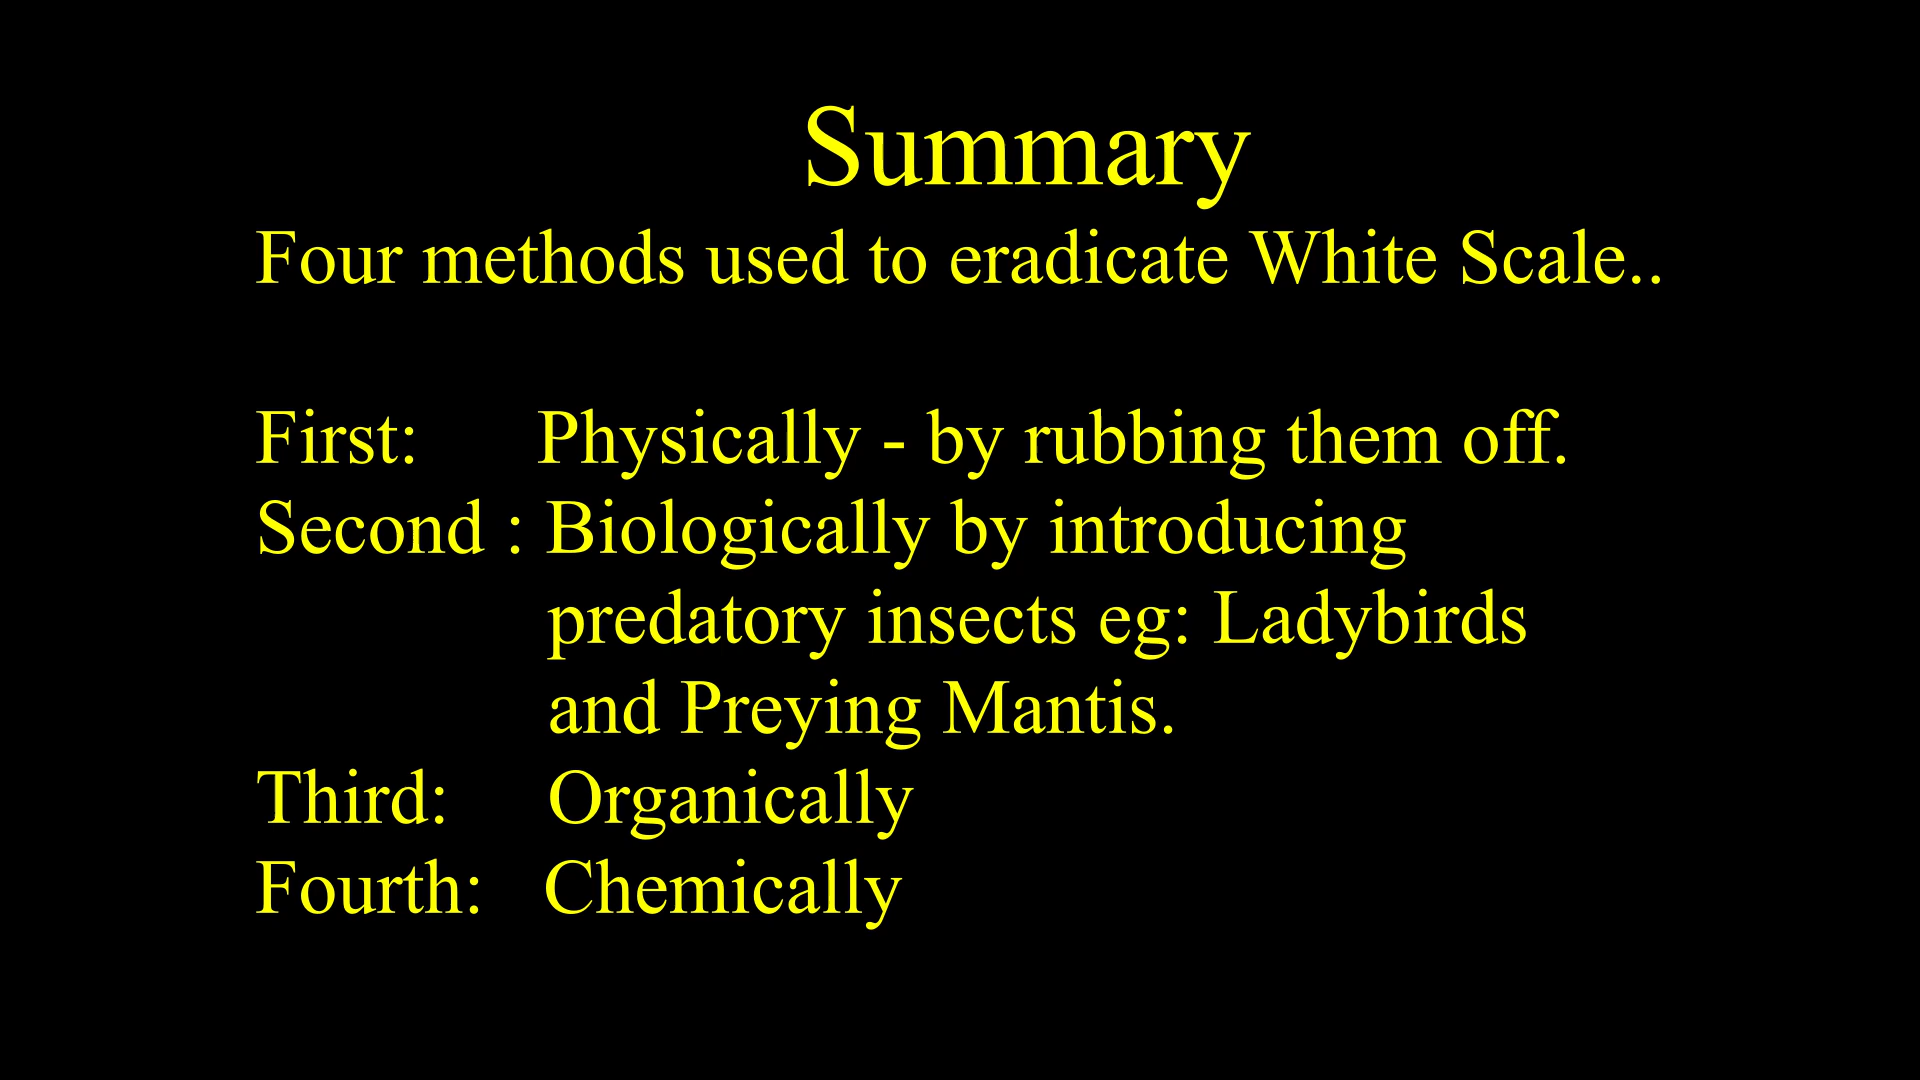 Summary
Four methods used to eradicate White Scale..
First: Physically - by rubbing them off.
Second : Biologically by introducing
predatory insects eg: Ladybirds
and Preying Mantis.
Third: Organically
Fourth: Chemically